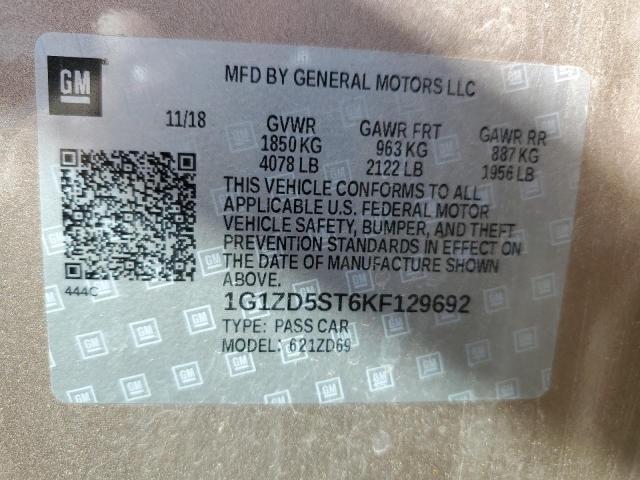 GM
MFD BY GENERAL MOTORS LLC
11/18 GVWR GAWR FRT GAWR RR
1850 KG 963 KG 887 KG
4078 LB 2122 LB 1956 LB
THIS VEHICLE CONFORMS TO ALL
APPLICABLE U.S. FEDERAL MOTOR
VEHICLE SAFETY, BUMPER, AND THEFT
PREVENTION STANDARDS IN EFFECT ON
THE DATE OF MANUFACTURE SHOWN
ABOVE.
444C
1G1ZD5ST6KF129692
TYPE: PASS CAR
MODEL: 621ZD69